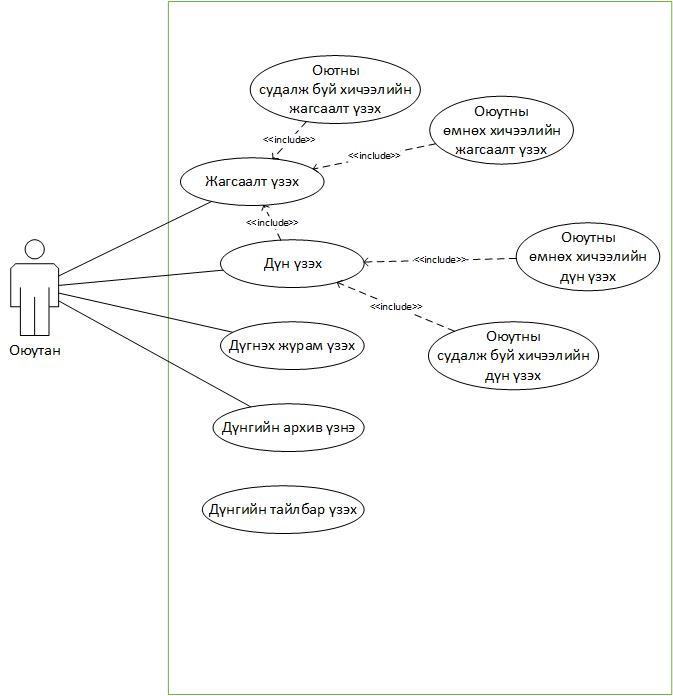 Оютны
судалж буй хичээлийн
жагсаалт үзэх
Оюутны
өмнөх хичээлийн
жагсаалт үзэх
<<include>>
<<include>>
Жагсаалт үзэх
<<include>>
Дүн үзэх
Оюутны
өмнөх хичээлийн
дүн үзэх
<<include>>
<<include>>
Оюутан
Дүгнэх журам үзэх
Оюутны
судалж буй хичээлийн
дүн үзэх
Дүнгийн архив үзнэ
Дүнгийн тайлбар үзэх